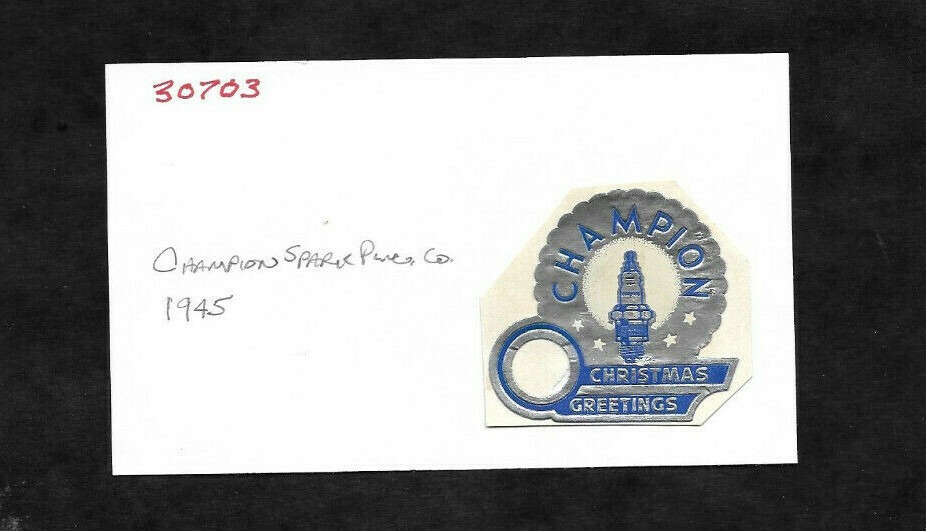 30703
CHAMPION SPARK PLUG. CO.
1945
CHAMPION
CHRISTMAS
GREETINGS